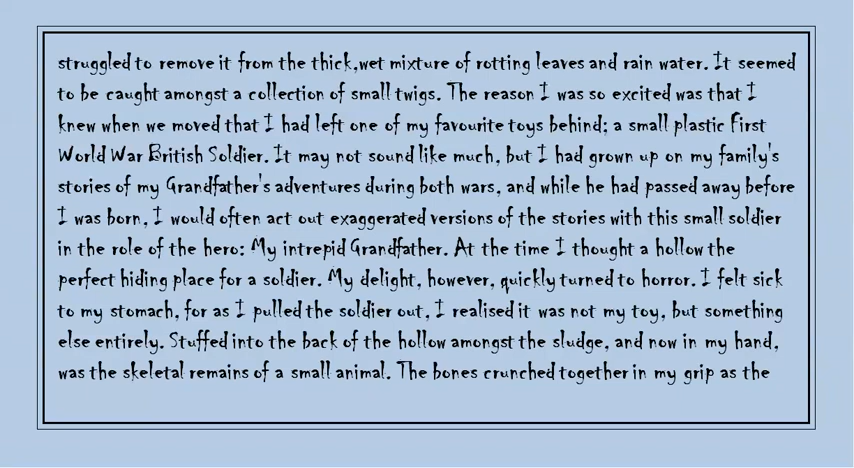 struggled to remove it from the thick,wet mixture of rotting leaves and rain water. It seemed
to be caught amongst a collection of small twigs. The reason I was so excited was that I
knew when we moved that I had left one of my favourite toys behind; a small plastic First
World War British Soldier. It may not sound like much, but I had grown up on my family's
stories of my Grandfather's adventures during both wars, and while he had passed away before
I was born, I would often act out exaggerated versions of the stories with this small soldier
in the role of the hero: My intrepid Grandfather. At the time I thought a hollow the
perfect hiding place for a soldier. My delight, however, quickly turned to horror. I felt sick
to my stomach, for as I pulled the soldier out, I realised it was not my toy, but something
else entirely. Stuffed into the back of the hollow amongst the sludge, and now in my hand,
was the skeletal remains of a small animal. The bones crunched together in my grip as the